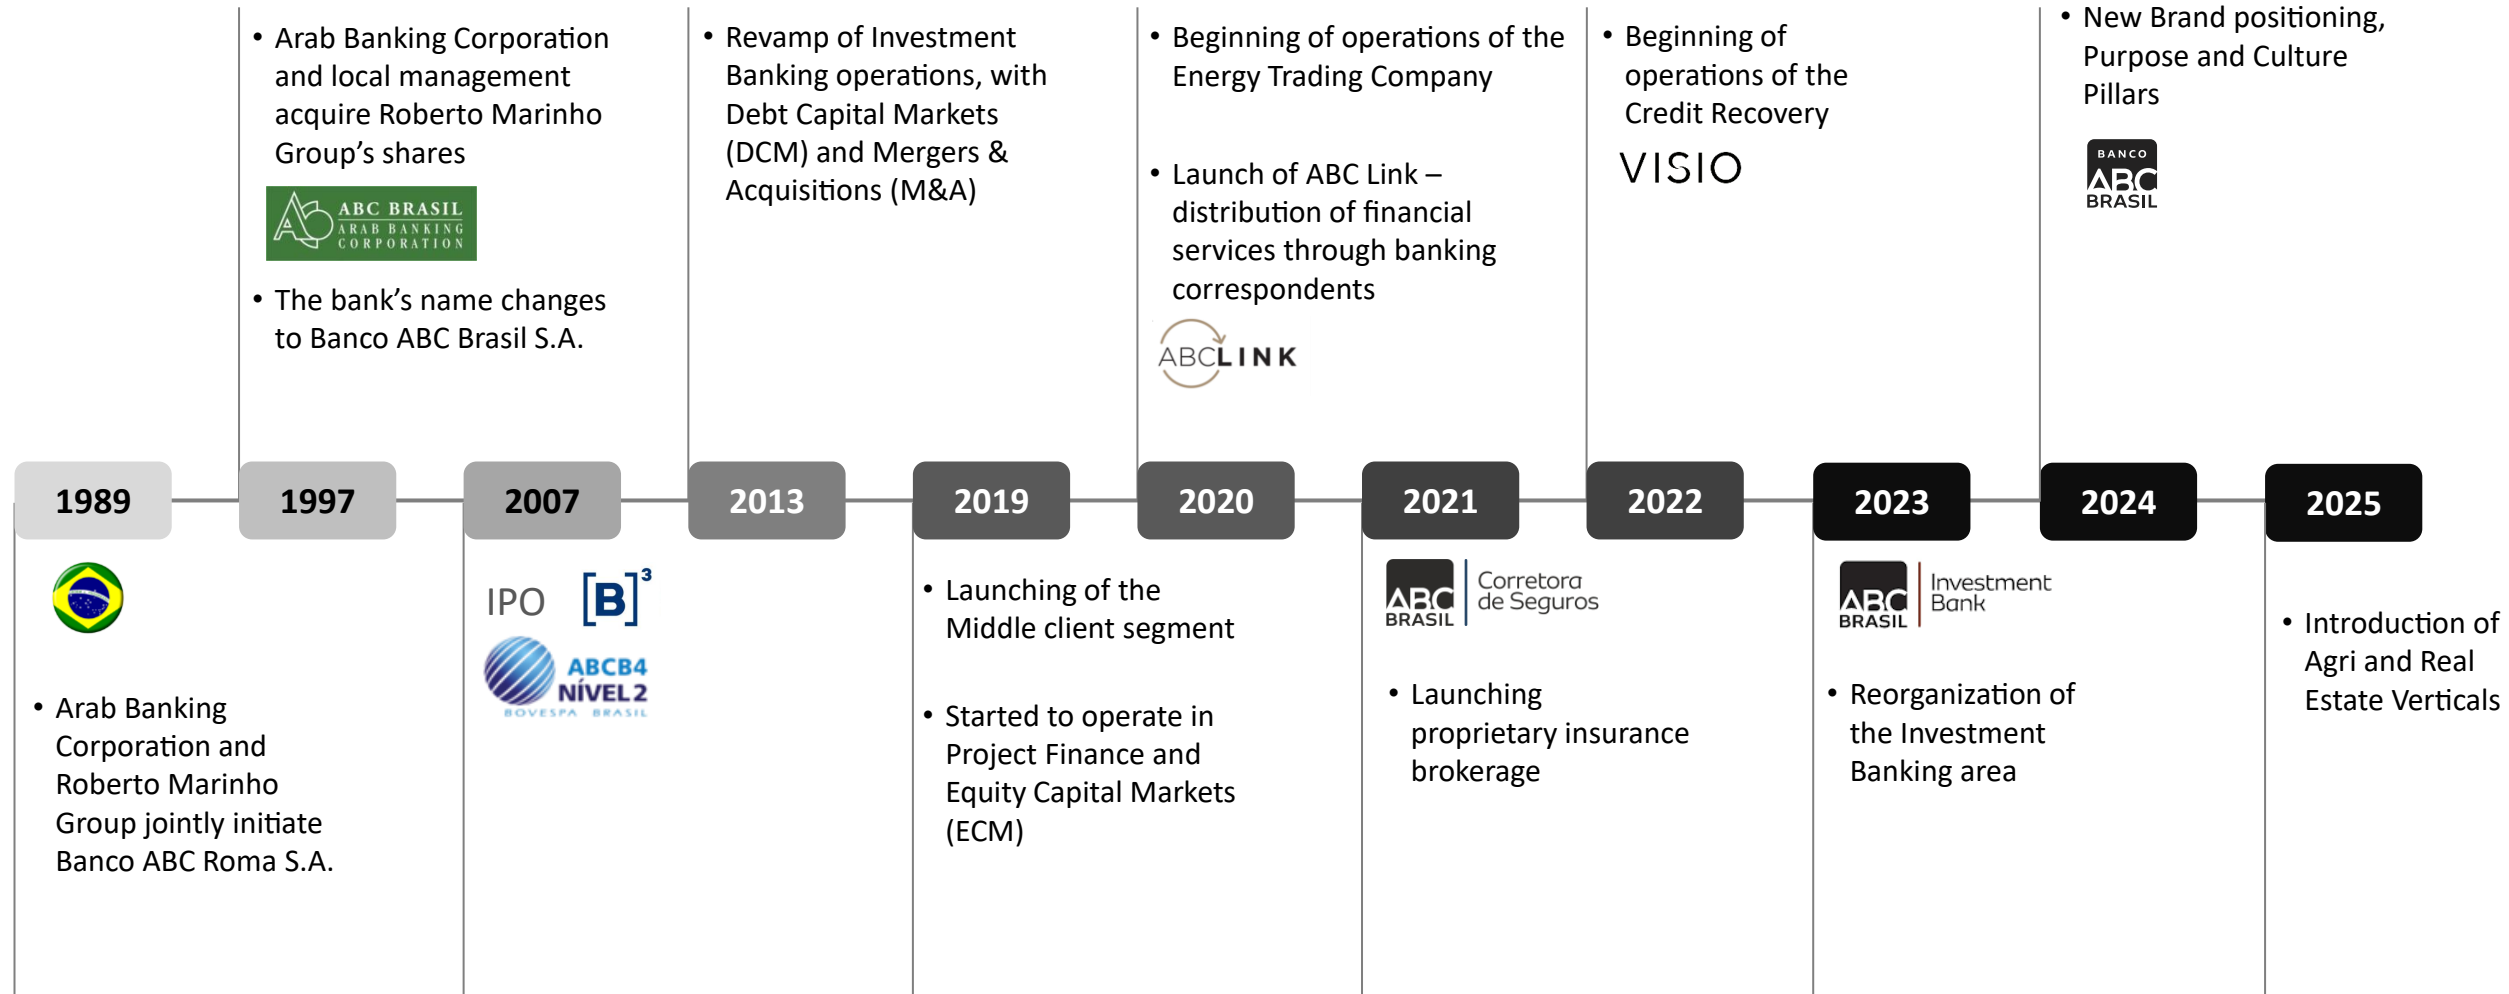 • Arab Banking Corporation
and local management
acquire Roberto Marinho
Group’s shares
ABC BRASIL
ARAB BANKING
CORPORATION
• The bank’s name changes
to Banco ABC Brasil S.A.
• Revamp of Investment
Banking operations, with
Debt Capital Markets
(DCM) and Mergers &
Acquisitions (M&A)
• Beginning of operations of the
Energy Trading Company
• Launch of ABC Link –
distribution of financial
services through banking
correspondents
ABCLINK
• Beginning of
operations of the
Credit Recovery
VISIO
• New Brand positioning,
Purpose and Culture
Pillars
BANCO
ABC
BRASIL
1989
1997
2007
2013
2019
2020
2021
2022
2023
2024
2025
• Arab Banking
Corporation and
Roberto Marinho
Group jointly initiate
Banco ABC Roma S.A.
IPO
[B]³
ABCB4
NÍVEL 2
BOVESPA BRASIL
• Launching of the
Middle client segment
• Started to operate in
Project Finance and
Equity Capital Markets
(ECM)
ABC
BRASIL
Corretora
de Seguros
• Launching
proprietary insurance
brokerage
ABC
BRASIL
Investment
Bank
• Reorganization of
the Investment
Banking area
• Introduction of
Agri and Real
Estate Verticals